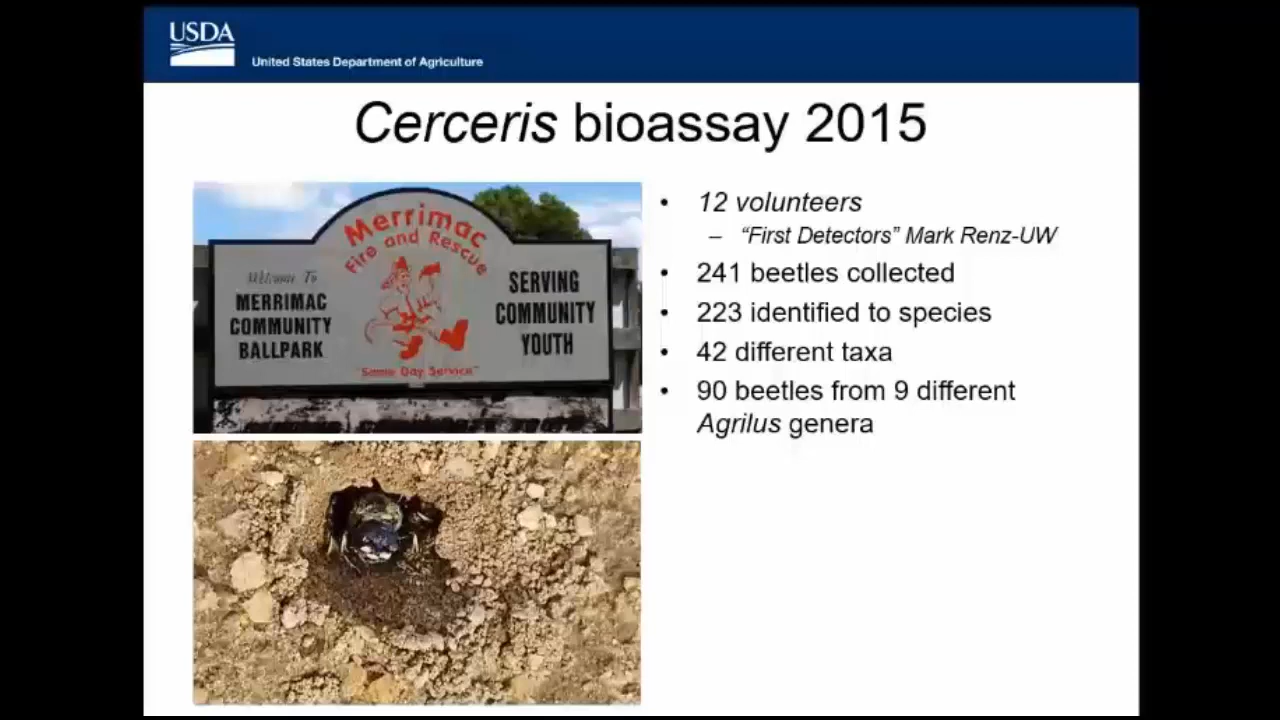 USDA
United States Department of Agriculture
Cerceris bioassay 2015
Merrimac
Fire and Rescue
Welcome To
MERRIMAC
COMMUNITY
BALLPARK
SERVING
COMMUNITY
YOUTH
"Same Day Service"
• 12 volunteers
– “First Detectors” Mark Renz-UW
• 241 beetles collected
• 223 identified to species
• 42 different taxa
• 90 beetles from 9 different
Agrilus genera